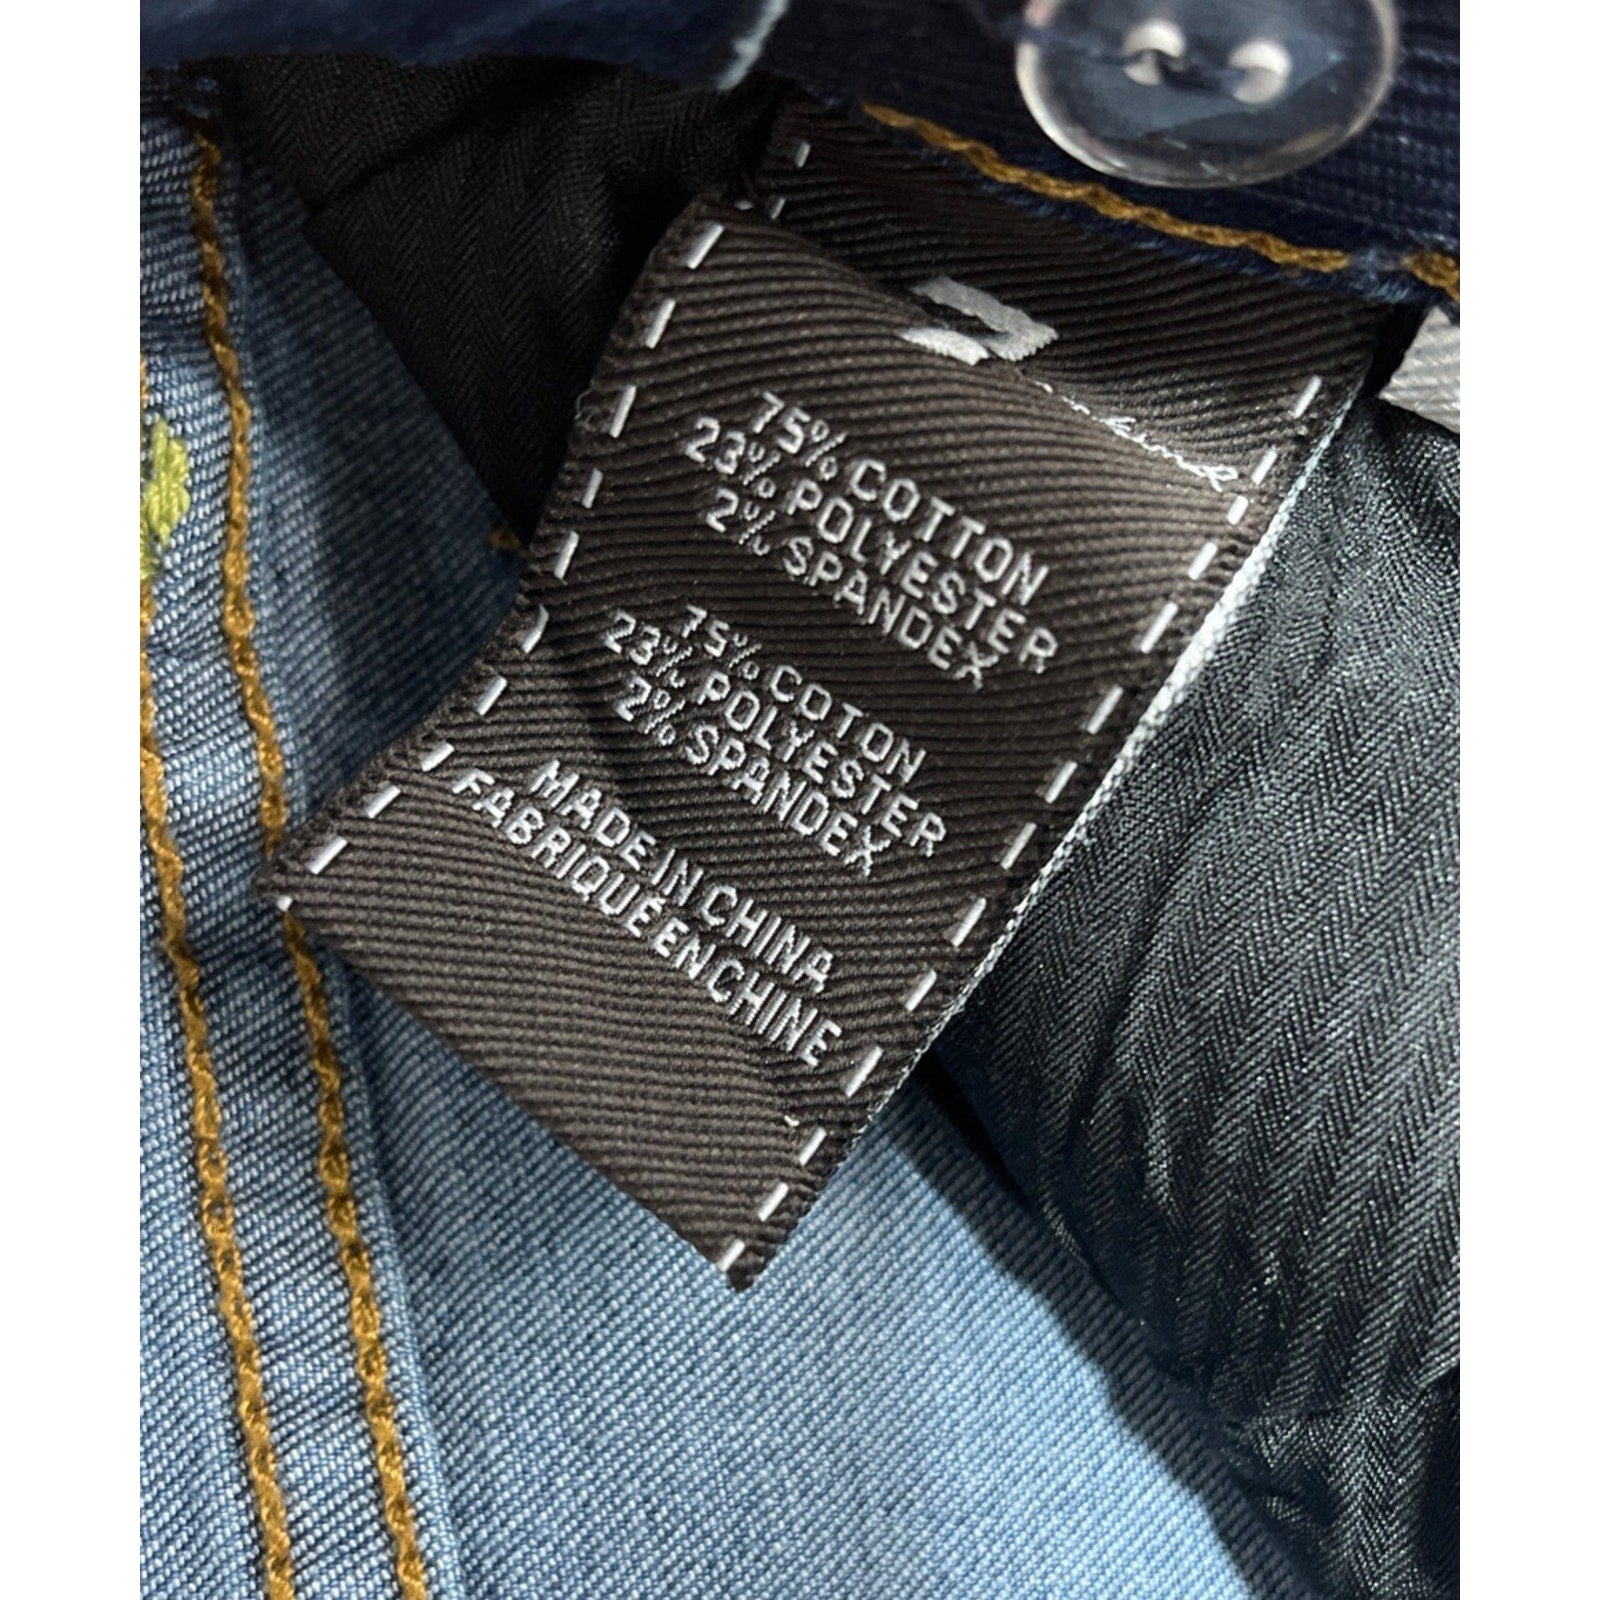 75% COTTON
23% POLYESTER
2% SPANDEX
75% COTON
23% POLYESTER
2% SPANDEX
MADE IN CHINA
FABRIQUÉ EN CHINE